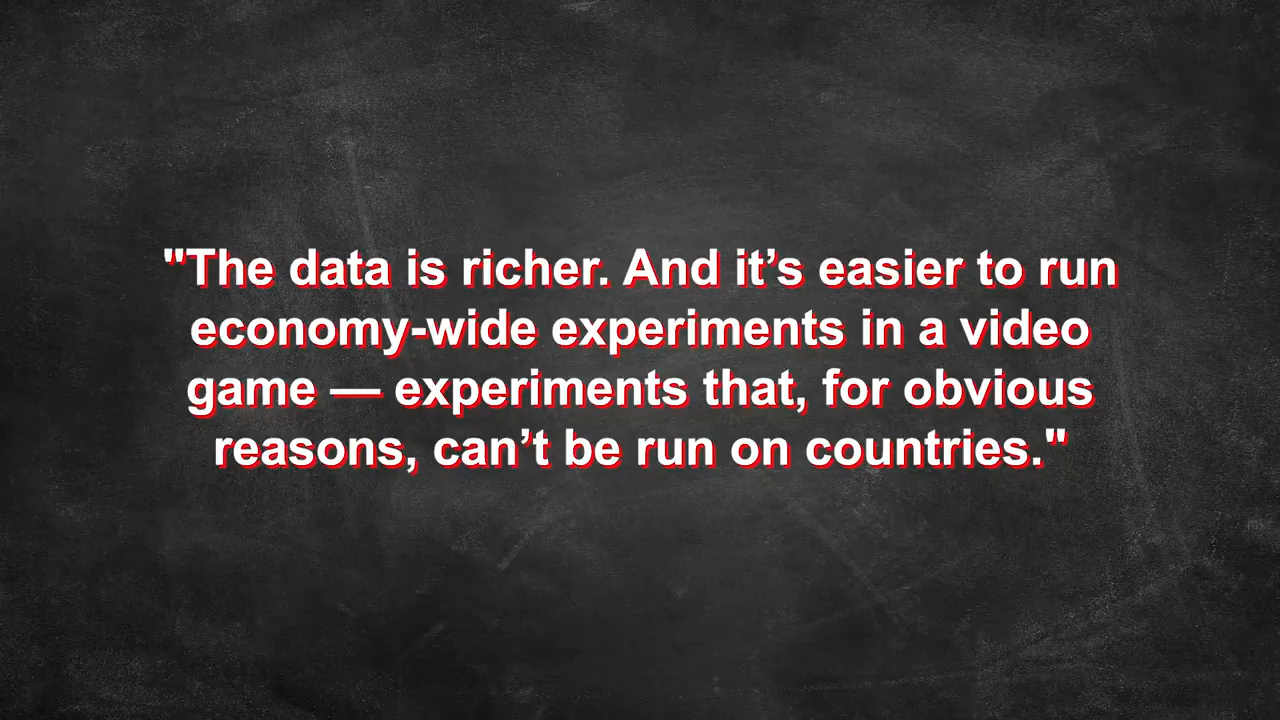 "The data is richer. And it’s easier to run
economy-wide experiments in a video
game — experiments that, for obvious
reasons, can’t be run on countries."